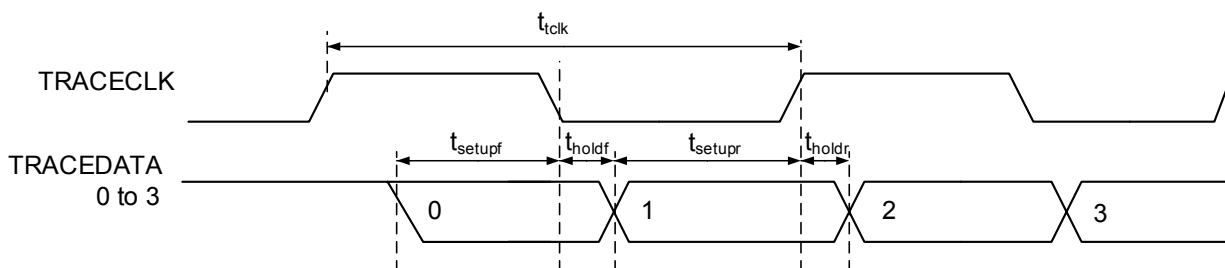 t_tclk
TRACECLK
t_setupf t_holdf t_setupr t_holdr
TRACEDATA
0 to 3
0 1 2 3